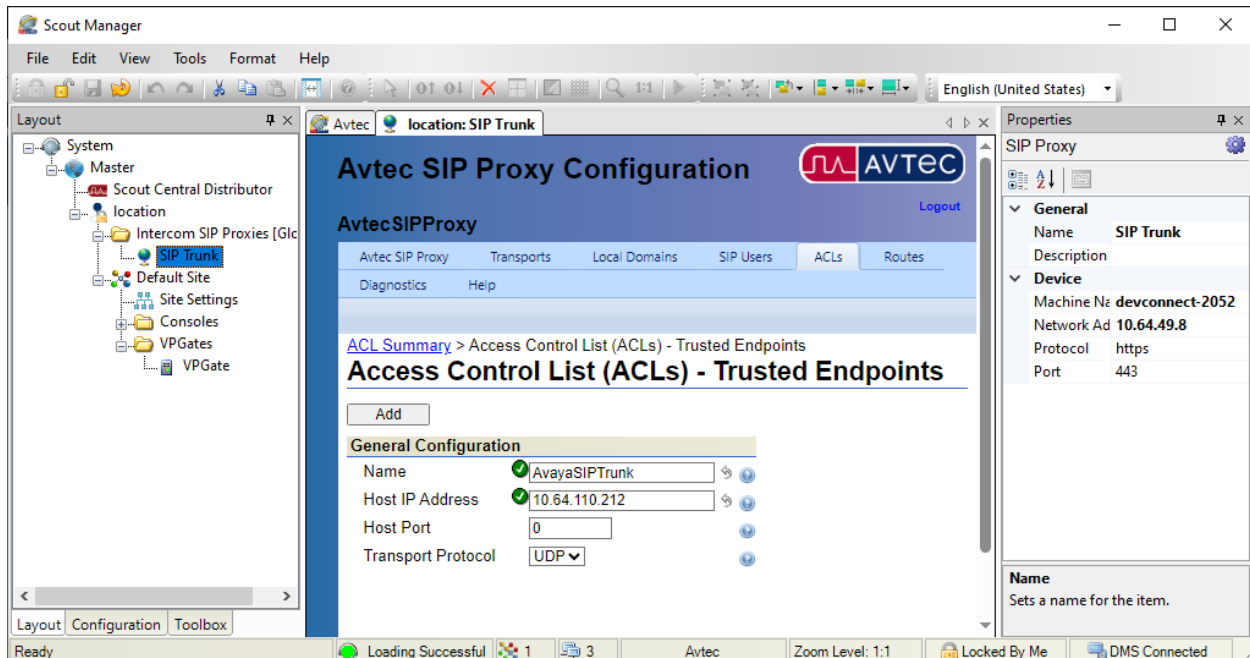 Scout Manager
File Edit View Tools Format Help
1:1 English (United States)
Layout
System
Master
Scout Central Distributor
location
Intercom SIP Proxies [Glc
SIP Trunk
Default Site
Site Settings
Consoles
VPGates
VPGate
Layout Configuration Toolbox
Avtec location: SIP Trunk
Avtec SIP Proxy Configuration
AVTEC
Logout
AvtecSIPProxy
Avtec SIP Proxy Transports Local Domains SIP Users ACLs Routes
Diagnostics Help
ACL Summary > Access Control List (ACLs) - Trusted Endpoints
Access Control List (ACLs) - Trusted Endpoints
Add
General Configuration
Name AvayaSIPTrunk
Host IP Address 10.64.110.212
Host Port 0
Transport Protocol UDP
Properties
SIP Proxy
General
Name SIP Trunk
Description
Device
Machine Na devconnect-2052
Network Ad 10.64.49.8
Protocol https
Port 443
Name
Sets a name for the item.
Ready Loading Successful 1 3 Avtec Zoom Level: 1:1 Locked By Me DMS Connected